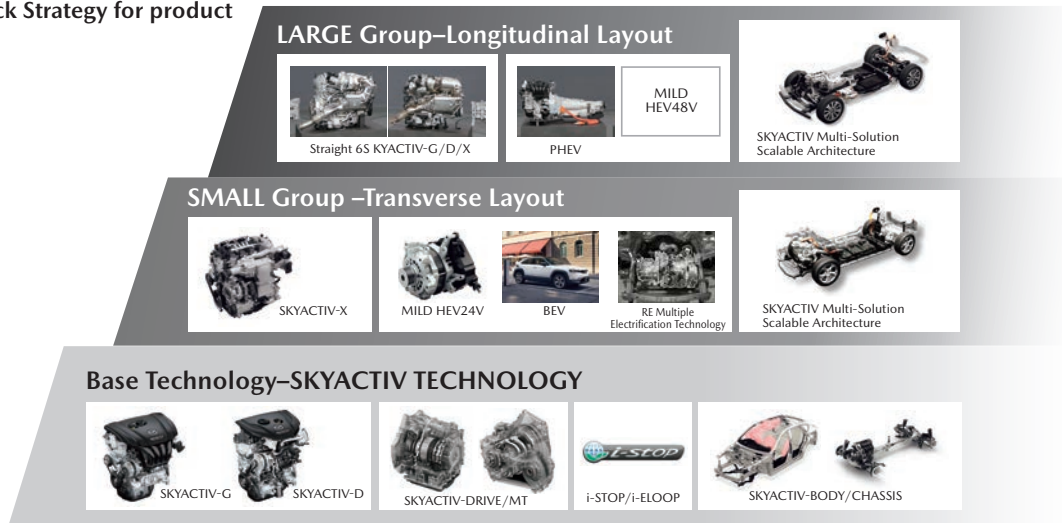 ck Strategy for product
LARGE Group–Longitudinal Layout
Straight 6S KYACTIV-G/D/X
PHEV
MILD
HEV48V
SKYACTIV Multi-Solution
Scalable Architecture
SMALL Group –Transverse Layout
SKYACTIV-X
MILD HEV24V
BEV
RE Multiple
Electrification Technology
SKYACTIV Multi-Solution
Scalable Architecture
Base Technology–SKYACTIV TECHNOLOGY
SKYACTIV-G
SKYACTIV-D
SKYACTIV-DRIVE/MT
i-stop
i-STOP/i-ELOOP
SKYACTIV-BODY/CHASSIS